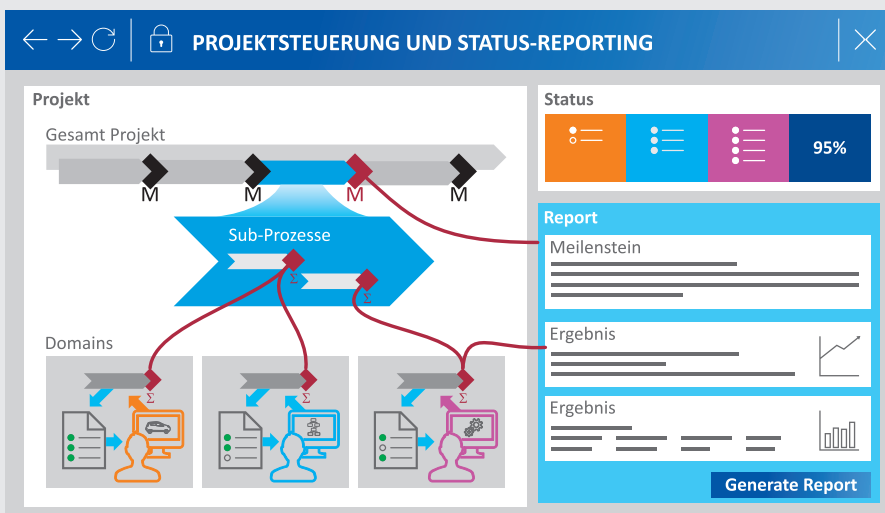 PROJEKTSTEUERUNG UND STATUS-REPORTING
Projekt
Gesamt Projekt
M
M
M
M
Sub-Prozesse
Σ
Σ
Domains
Σ
Σ
Σ
Status
95%
Report
Meilenstein
Ergebnis
Ergebnis
Generate Report